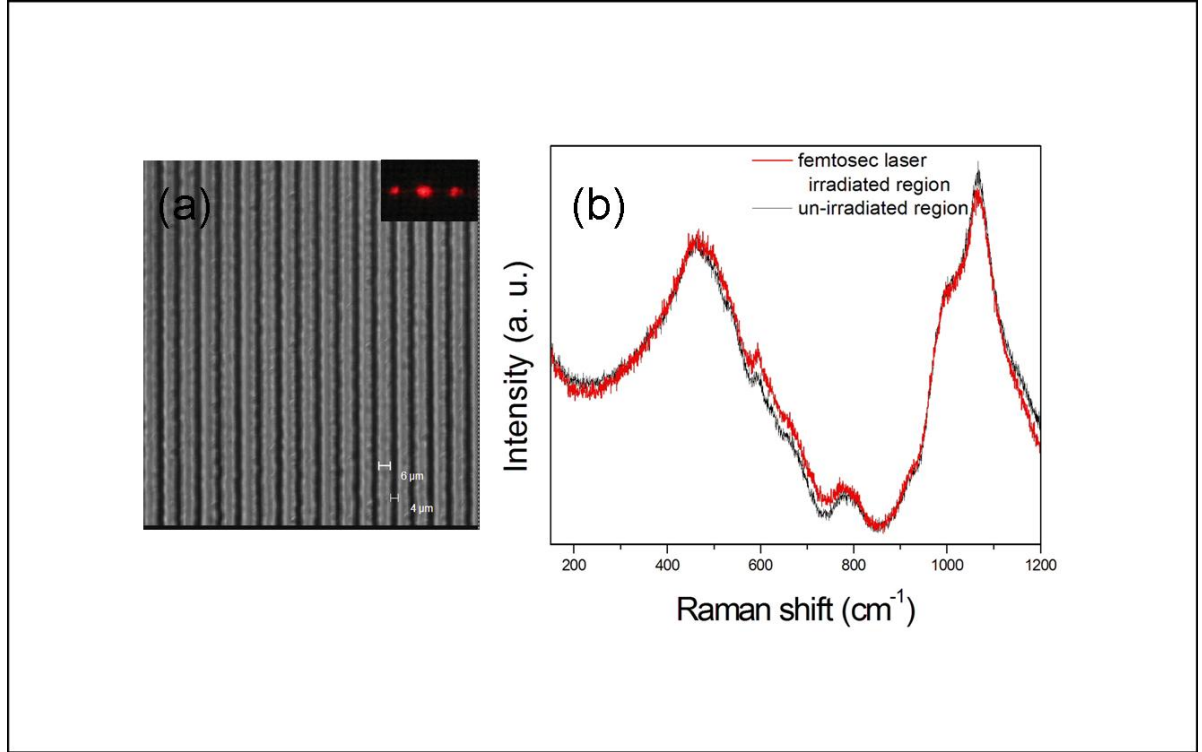 (a)
6 µm
4 µm
(b)
femtosec laser
irradiated region
un-irradiated region
Intensity (a. u.)
200 400 600 800 1000 1200
Raman shift (cm⁻¹)